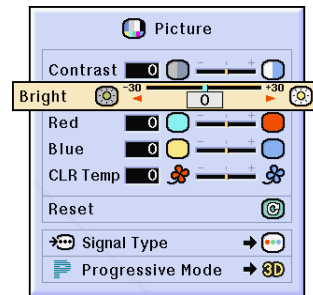 Picture
Contrast 0 - +
Bright -30 0 +30
Red 0 - +
Blue 0 - +
CLR Temp 0 - +
Reset
Signal Type
Progressive Mode 3D